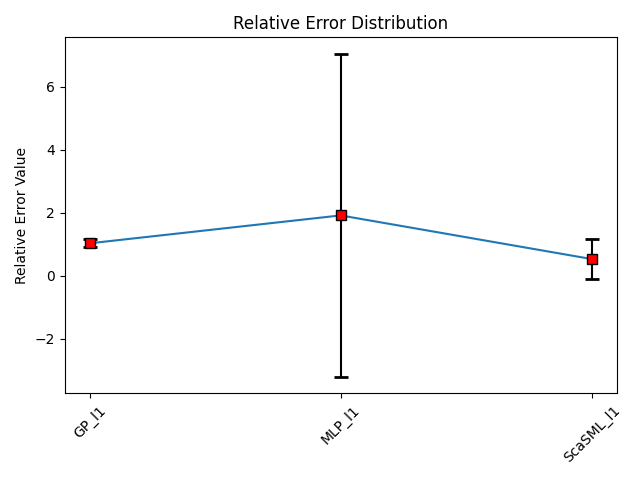 Relative Error Distribution
Relative Error Value
6
4
2
0
−2
GP_l1
MLP_l1
ScaSML_l1